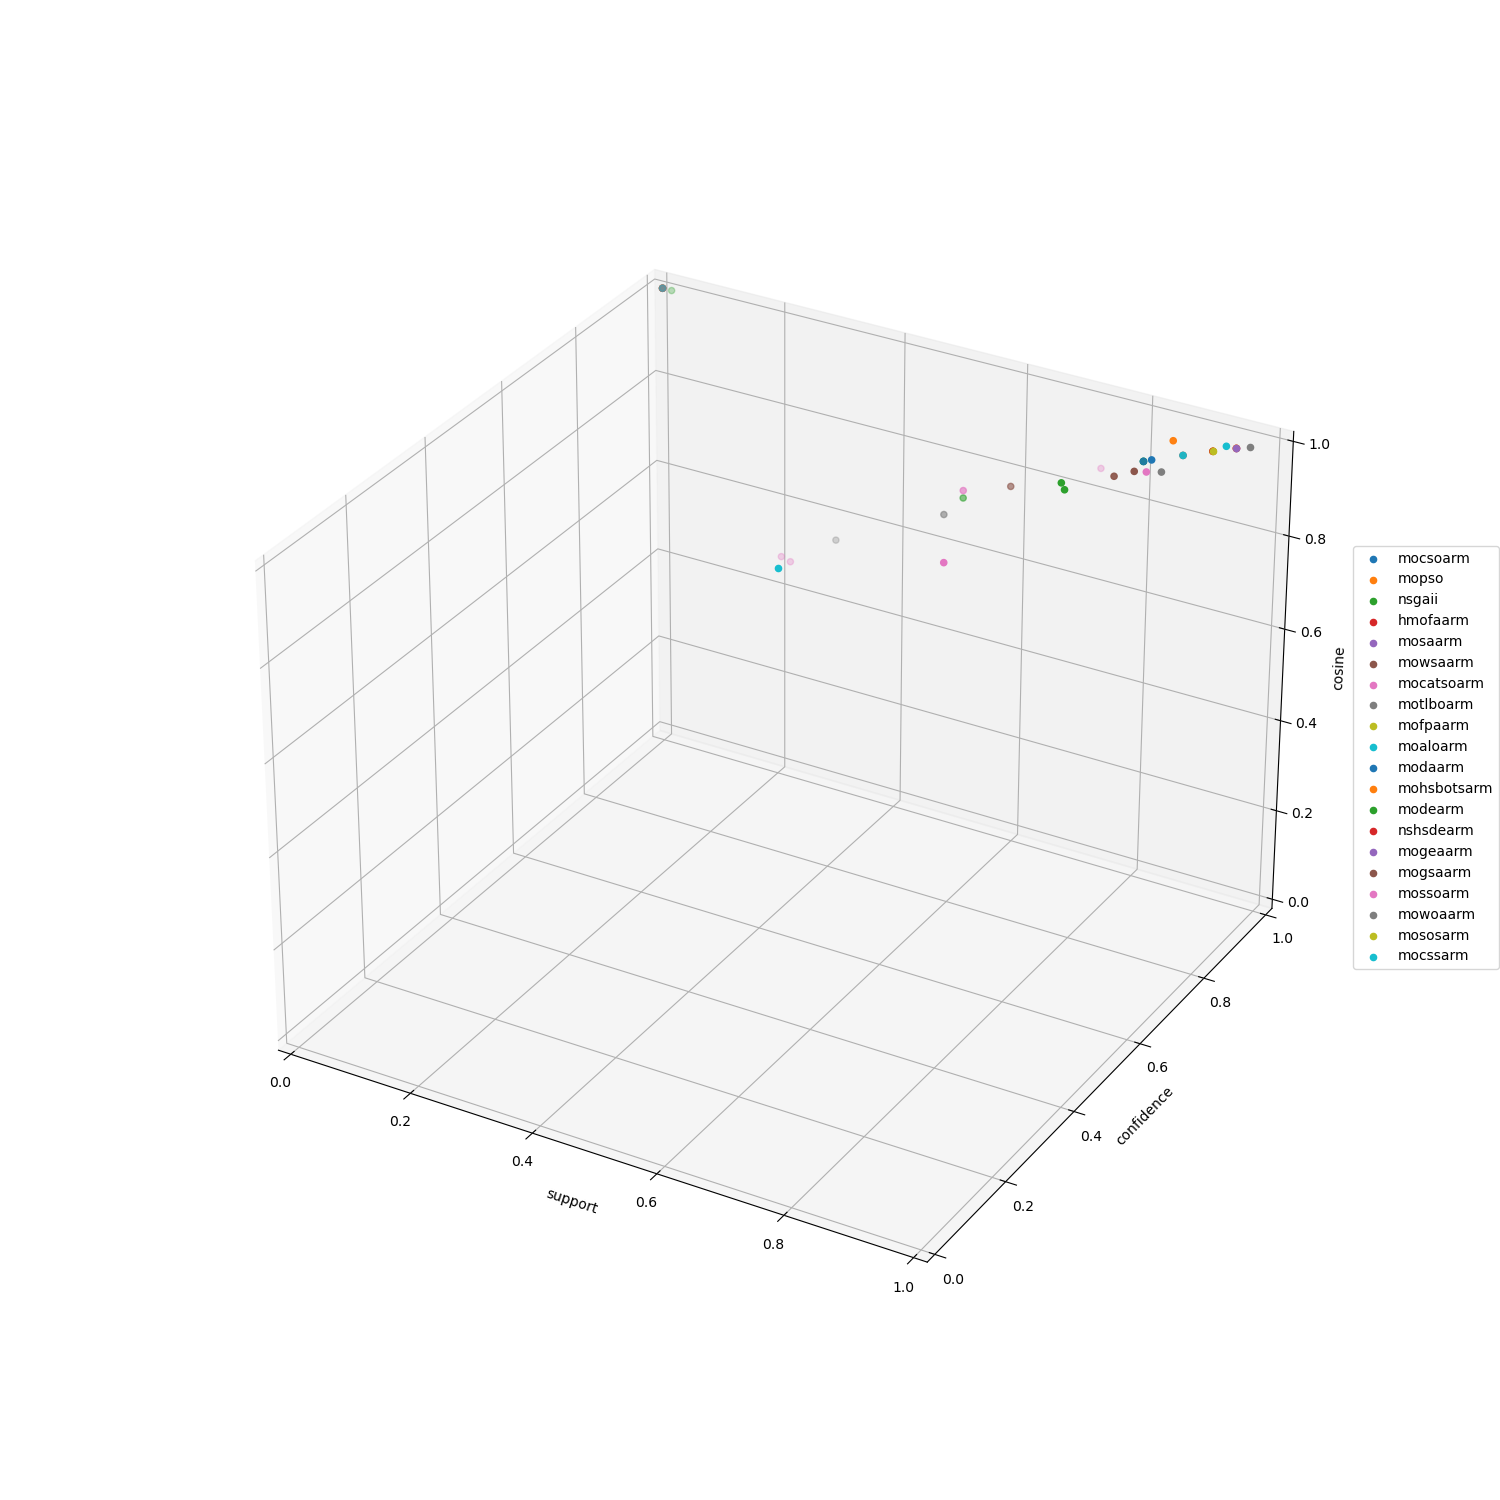 1.0
0.8
0.6
0.4
0.2
0.0
cosine
mocsoarm
mopso
nsgaii
hmofaarm
mosaarm
mowsaarm
mocatsoarm
motlboarm
mofpaarm
moaloarm
modaarm
mohsbotsarm
modearm
nshsdearm
mogeaarm
mogsaarm
mossoarm
mowoaarm
mososarm
mocssarm
1.0
0.8
0.6
0.4
0.2
0.0
confidence
0.0
0.2
0.4
0.6
0.8
1.0
support